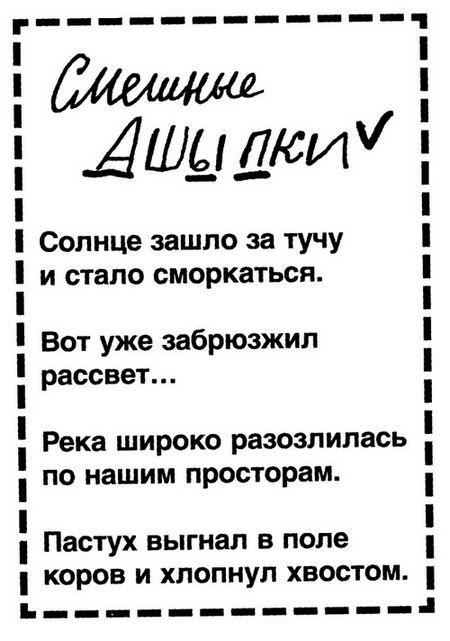 Смешные
Ашыпки
Солнце зашло за тучу
и стало сморкаться.
Вот уже забрюзжил
рассвет...
Река широко разозлилась
по нашим просторам.
Пастух выгнал в поле
коров и хлопнул хвостом.